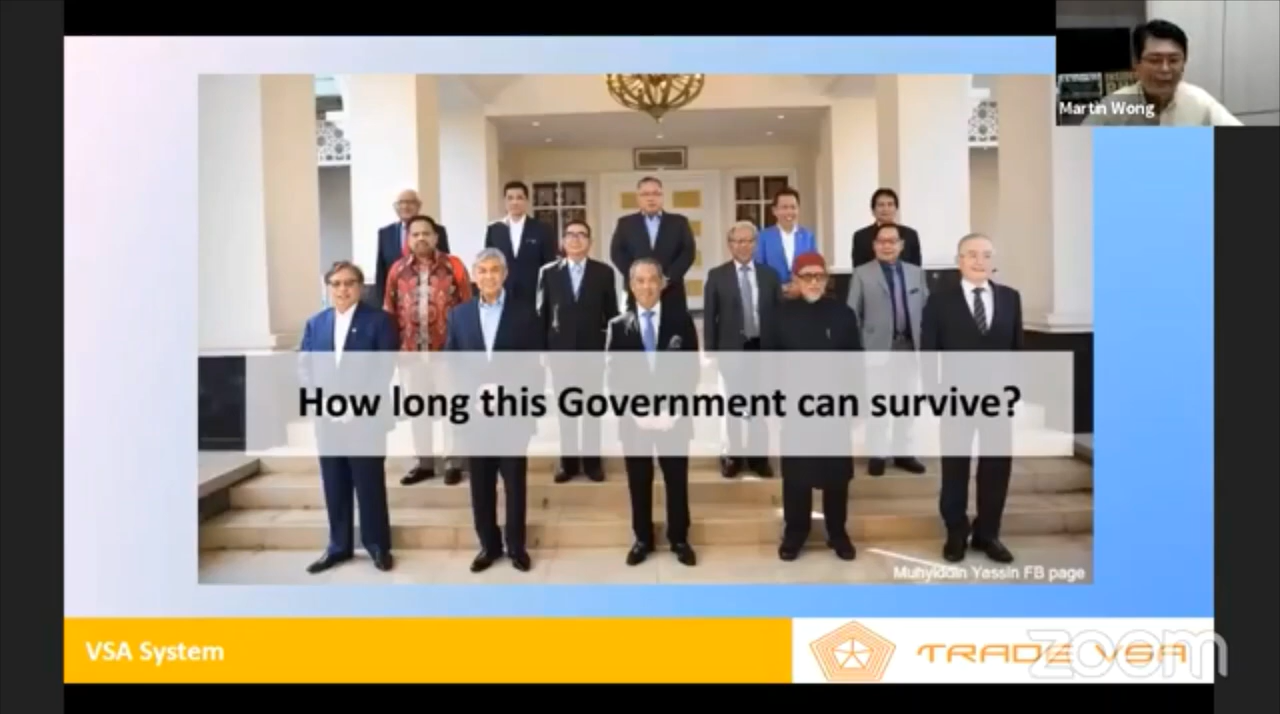 Martin Wong
How long this Government can survive?
Muhyiddin Yassin FB page
VSA System
TRADE VSA
zoom